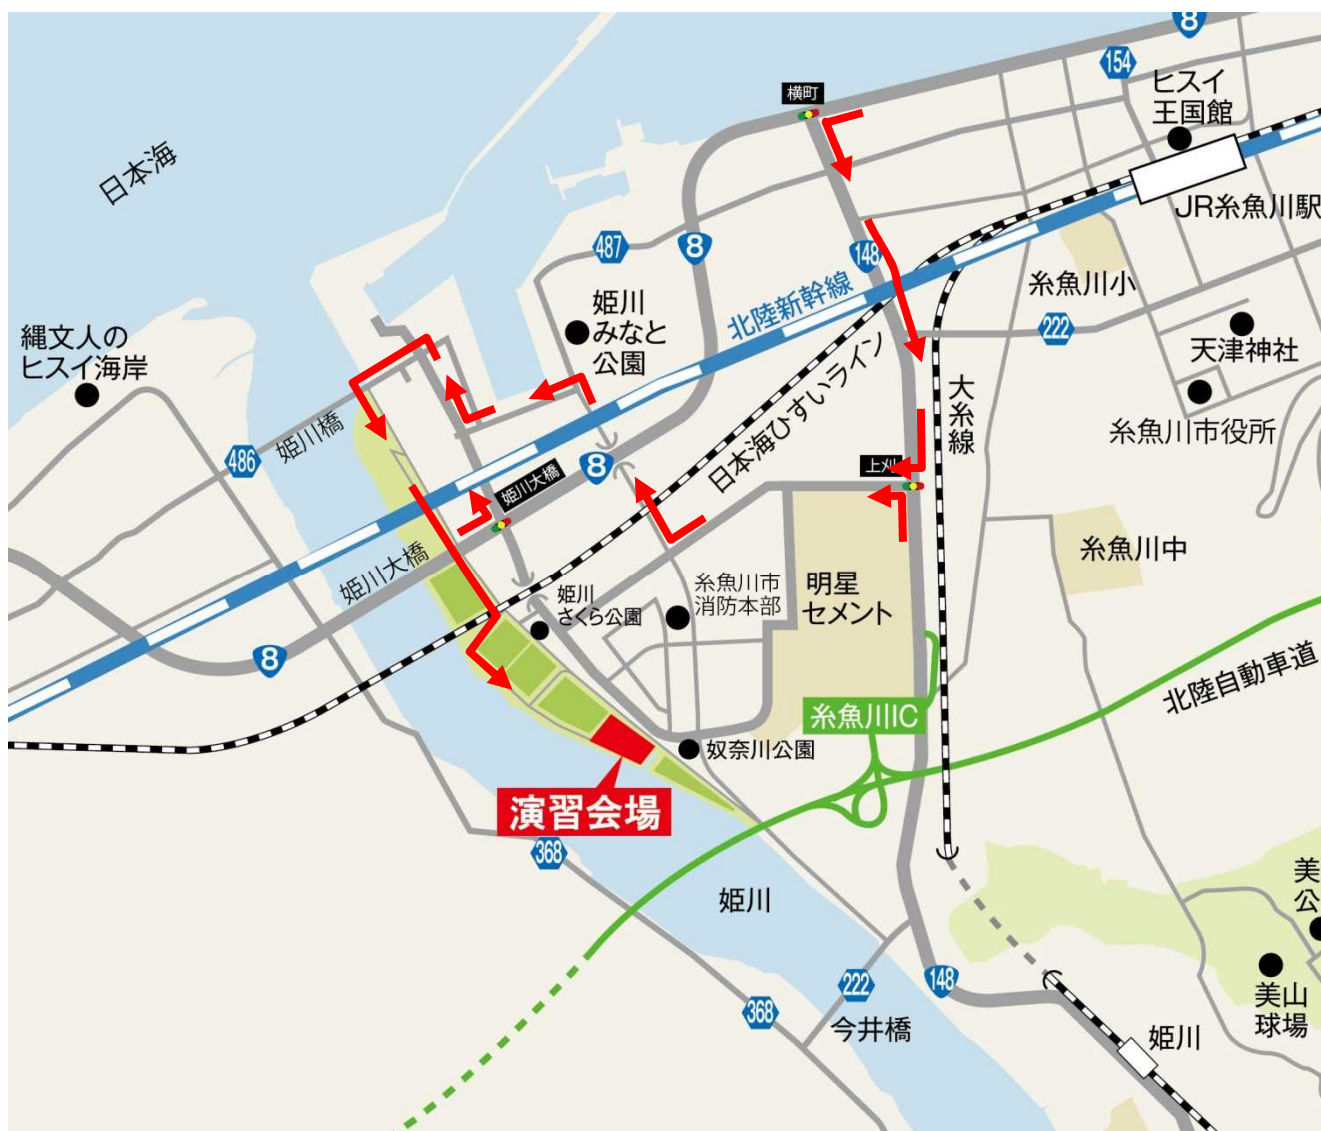 8
154
横町
ヒスイ
王国館
日本海
JR糸魚川駅
487
8
148
姫川
みなと
公園
北陸新幹線
糸魚川小
222
縄文人の
ヒスイ海岸
天津神社
日本海ひすいライン
大糸線
糸魚川市役所
姫川橋
486
8
姫川大橋
上刈
姫川大橋
糸魚川中
姫川
さくら公園
糸魚川市
消防本部
明星
セメント
8
北陸自動車道
糸魚川IC
奴奈川公園
演習会場
368
姫川
美
公
222
148
368
今井橋
美山
球場
姫川